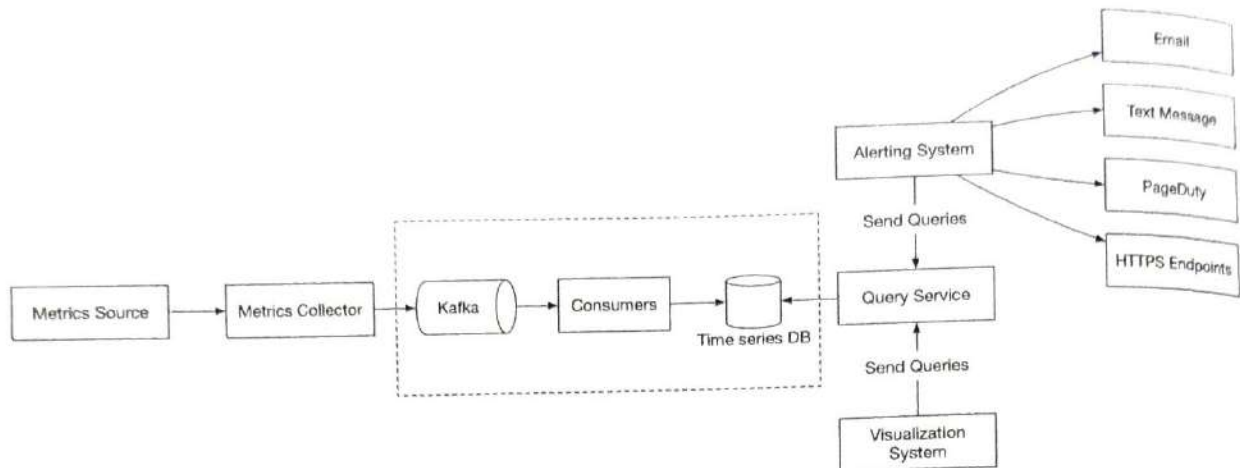 Email
Text Message
Alerting System
PageDuty
Send Queries
HTTPS Endpoints
Metrics Source
Metrics Collector
Kafka
Consumers
Query Service
Time series DB
Send Queries
Visualization
System